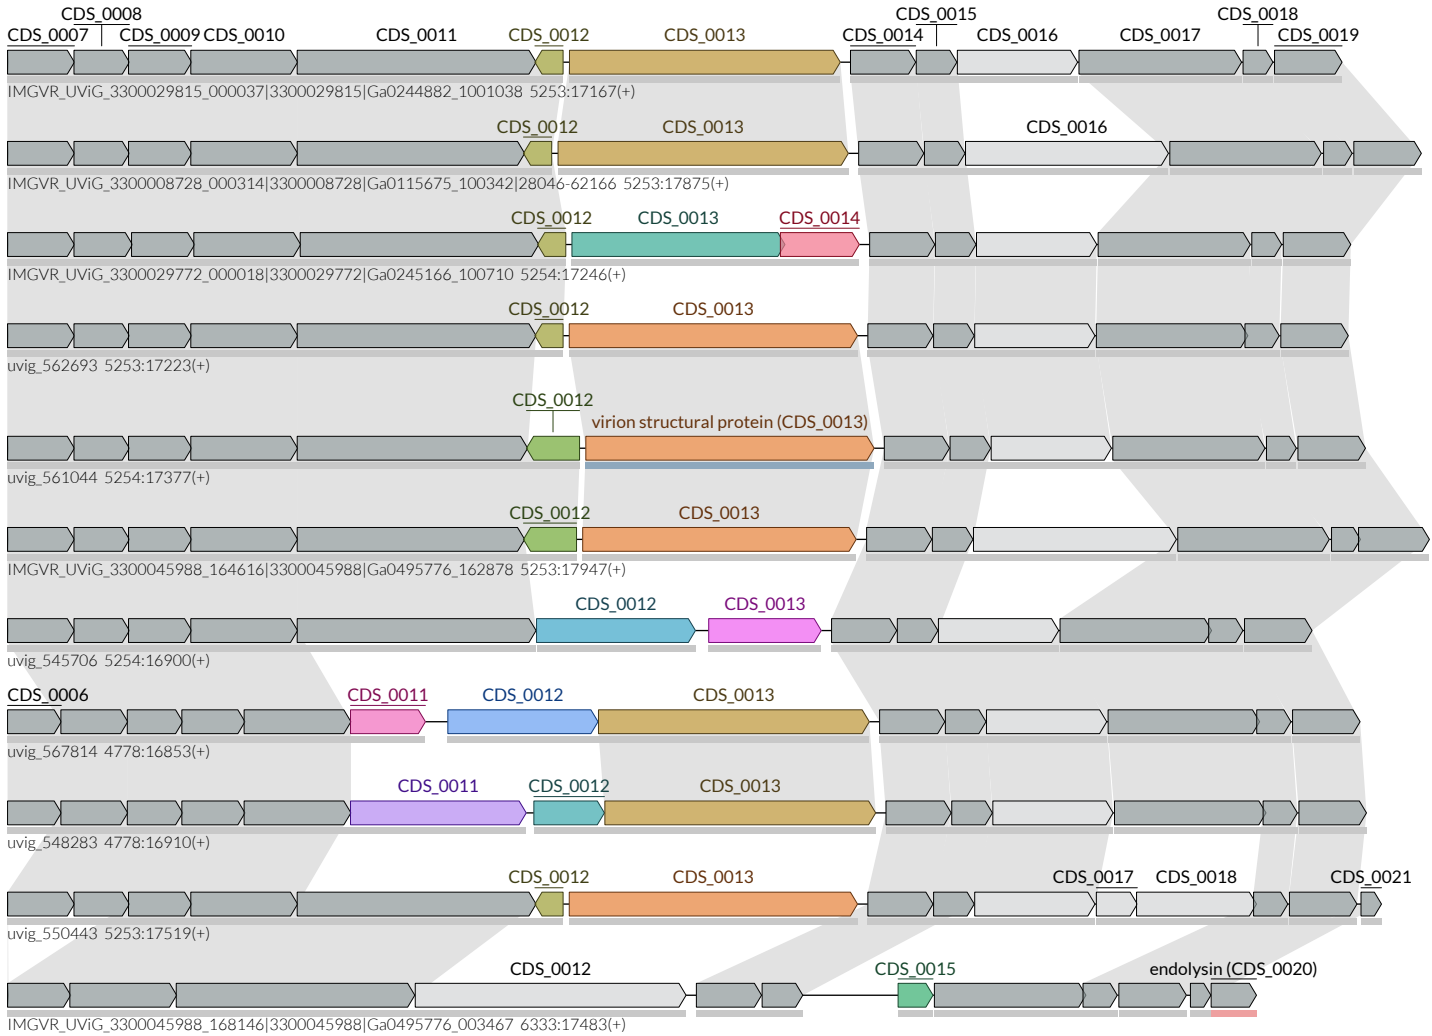 CDS_0008 CDS_0015 CDS_0018
CDS_0007 CDS_0009 CDS_0010 CDS_0011 CDS_0012 CDS_0013 CDS_0014 CDS_0016 CDS_0017 CDS_0019
IMGVR_UViG_3300029815_000037|3300029815|Ga0244882_1001038 5253:17167(+)
CDS_0012 CDS_0013 CDS_0016
IMGVR_UViG_3300008728_000314|3300008728|Ga0115675_100342|28046-62166 5253:17875(+)
CDS_0012 CDS_0013 CDS_0014
IMGVR_UViG_3300029772_000018|3300029772|Ga0245166_100710 5254:17246(+)
CDS_0012 CDS_0013
uvig_562693 5253:17223(+)
CDS_0012
virion structural protein (CDS_0013)
uvig_561044 5254:17377(+)
CDS_0012 CDS_0013
IMGVR_UViG_3300045988_164616|3300045988|Ga0495776_162878 5253:17947(+)
CDS_0012 CDS_0013
uvig_545706 5254:16900(+)
CDS_0006 CDS_0011 CDS_0012 CDS_0013
uvig_567814 4778:16853(+)
CDS_0011 CDS_0012 CDS_0013
uvig_548283 4778:16910(+)
CDS_0012 CDS_0013 CDS_0017 CDS_0018 CDS_0021
uvig_550443 5253:17519(+)
CDS_0012 CDS_0015 endolysin (CDS_0020)
IMGVR_UViG_3300045988_168146|3300045988|Ga0495776_003467 6333:17483(+)